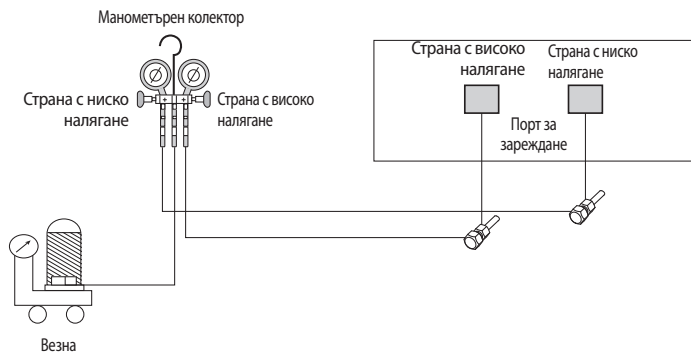 Манометърен колектор
Страна с ниско
налягане
Страна с високо
налягане
Страна с високо
налягане
Страна с ниско
налягане
Порт за
зареждане
Везна